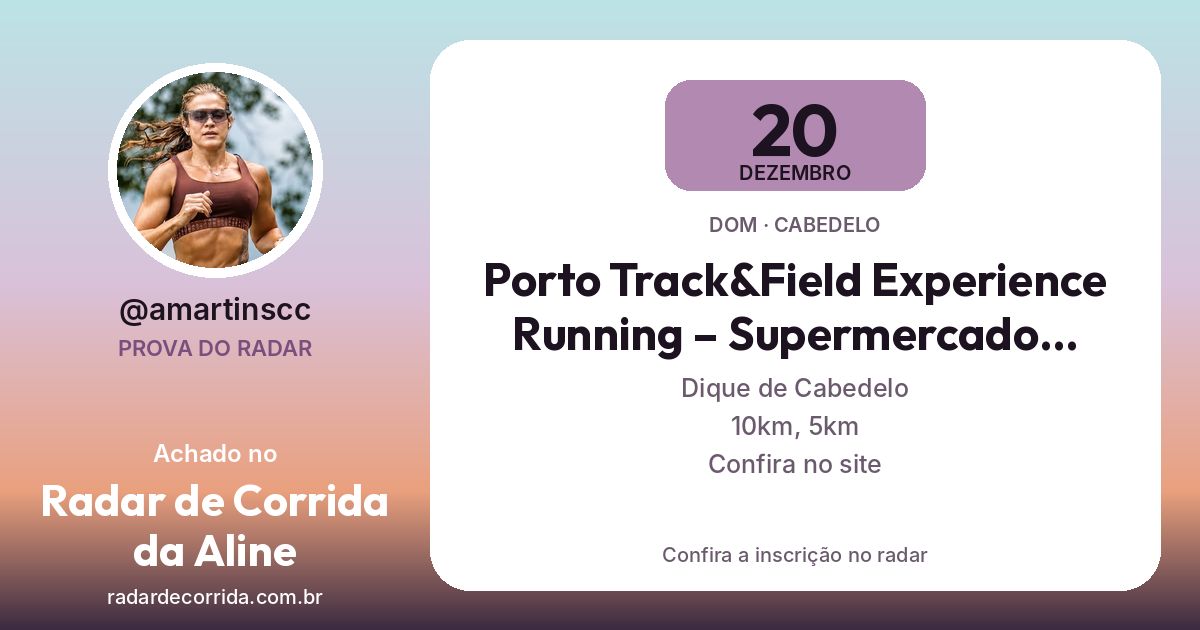 @amartinscc
PROVA DO RADAR
Achado no
Radar de Corrida
da Aline
radardecorrida.com.br
20
DEZEMBRO
DOM · CABEDELO
Porto Track&Field Experience
Running – Supermercado...
Dique de Cabedelo
10km, 5km
Confira no site
Confira a inscrição no radar